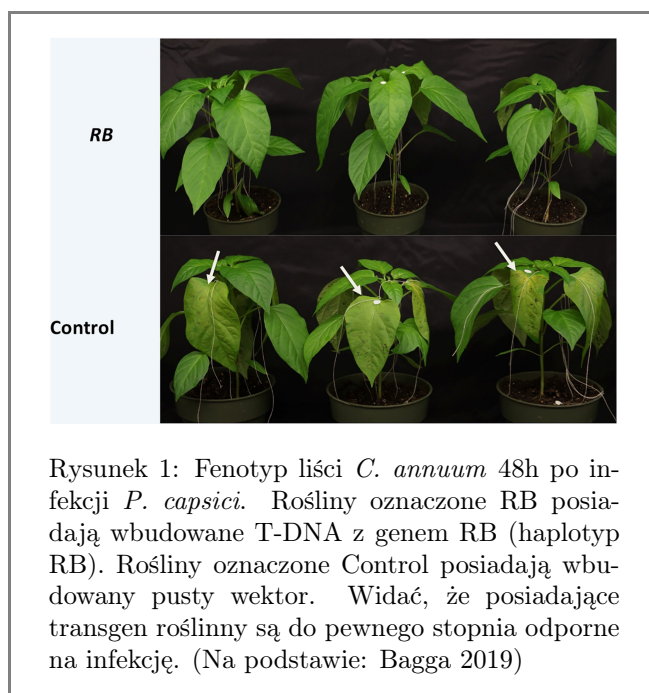 RB
Control
Rysunek 1: Fenotyp liści C. annuum 48h po in-
fekcji P. capsici. Rośliny oznaczone RB posia-
dają wbudowane T-DNA z genem RB (haplotyp
RB). Rośliny oznaczone Control posiadają wbu-
dowany pusty wektor. Widać, że posiadające
transgen roślinny są do pewnego stopnia odporne
na infekcję. (Na podstawie: Bagga 2019)